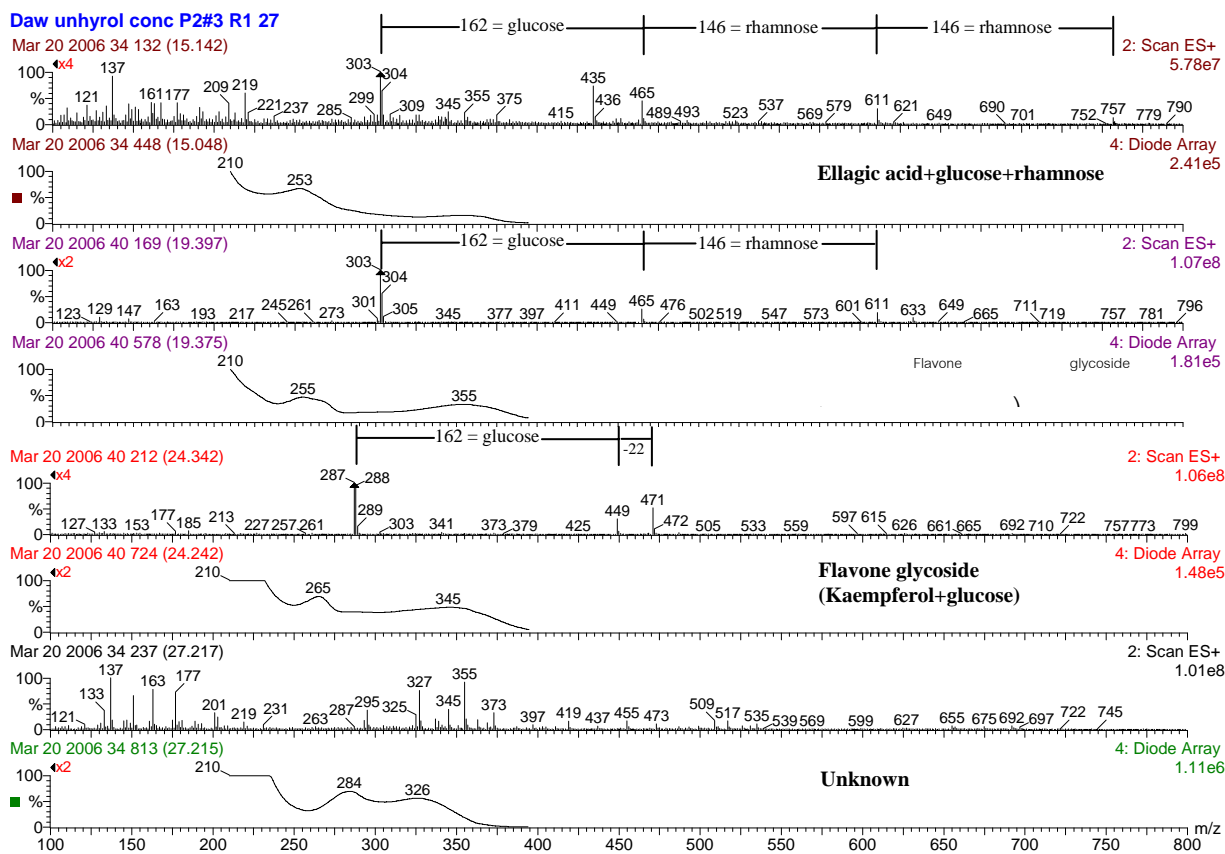 Daw unhyrol conc P2#3 R1 27
162 = glucose 146 = rhamnose 146 = rhamnose
Mar 20 2006 34 132 (15.142) 2: Scan ES+
5.78e7
x4
100
%
0
121 137 161 177 209 219 221 237 285 299 303 304 309 345 355 375 415 435 436 465 489 493 523 537 569 579 611 621 649 690 701 752 757 779 790
Mar 20 2006 34 448 (15.048) 4: Diode Array
2.41e5
100
%
0
210 253
Ellagic acid+glucose+rhamnose
162 = glucose 146 = rhamnose
Mar 20 2006 40 169 (19.397) 2: Scan ES+
1.07e8
x2
100
%
0
123 129 147 163 193 217 245 261 273 301 303 304 305 345 377 397 411 449 465 476 502 519 547 573 601 611 633 649 665 711 719 757 781 796
Mar 20 2006 40 578 (19.375) 4: Diode Array
1.81e5
100
%
0
210 255 355
Flavone glycoside
162 = glucose -22
Mar 20 2006 40 212 (24.342) 2: Scan ES+
1.06e8
x4
100
%
0
127 133 153 177 185 213 227 257 261 287 288 289 303 341 373 379 425 449 471 472 505 533 559 597 615 626 661 665 692 710 722 757 773 799
Mar 20 2006 40 724 (24.242) 4: Diode Array
1.48e5
x2
100
%
0
210 265 345
Flavone glycoside
(Kaempferol+glucose)
Mar 20 2006 34 237 (27.217) 2: Scan ES+
1.01e8
100
%
0
121 133 137 163 177 201 219 231 263 287 295 325 327 345 355 373 397 419 437 455 473 509 517 535 539 569 599 627 655 675 692 697 722 745
Mar 20 2006 34 813 (27.215) 4: Diode Array
1.11e6
x2
100
%
0
210 284 326
Unknown
m/z
100 150 200 250 300 350 400 450 500 550 600 650 700 750 800